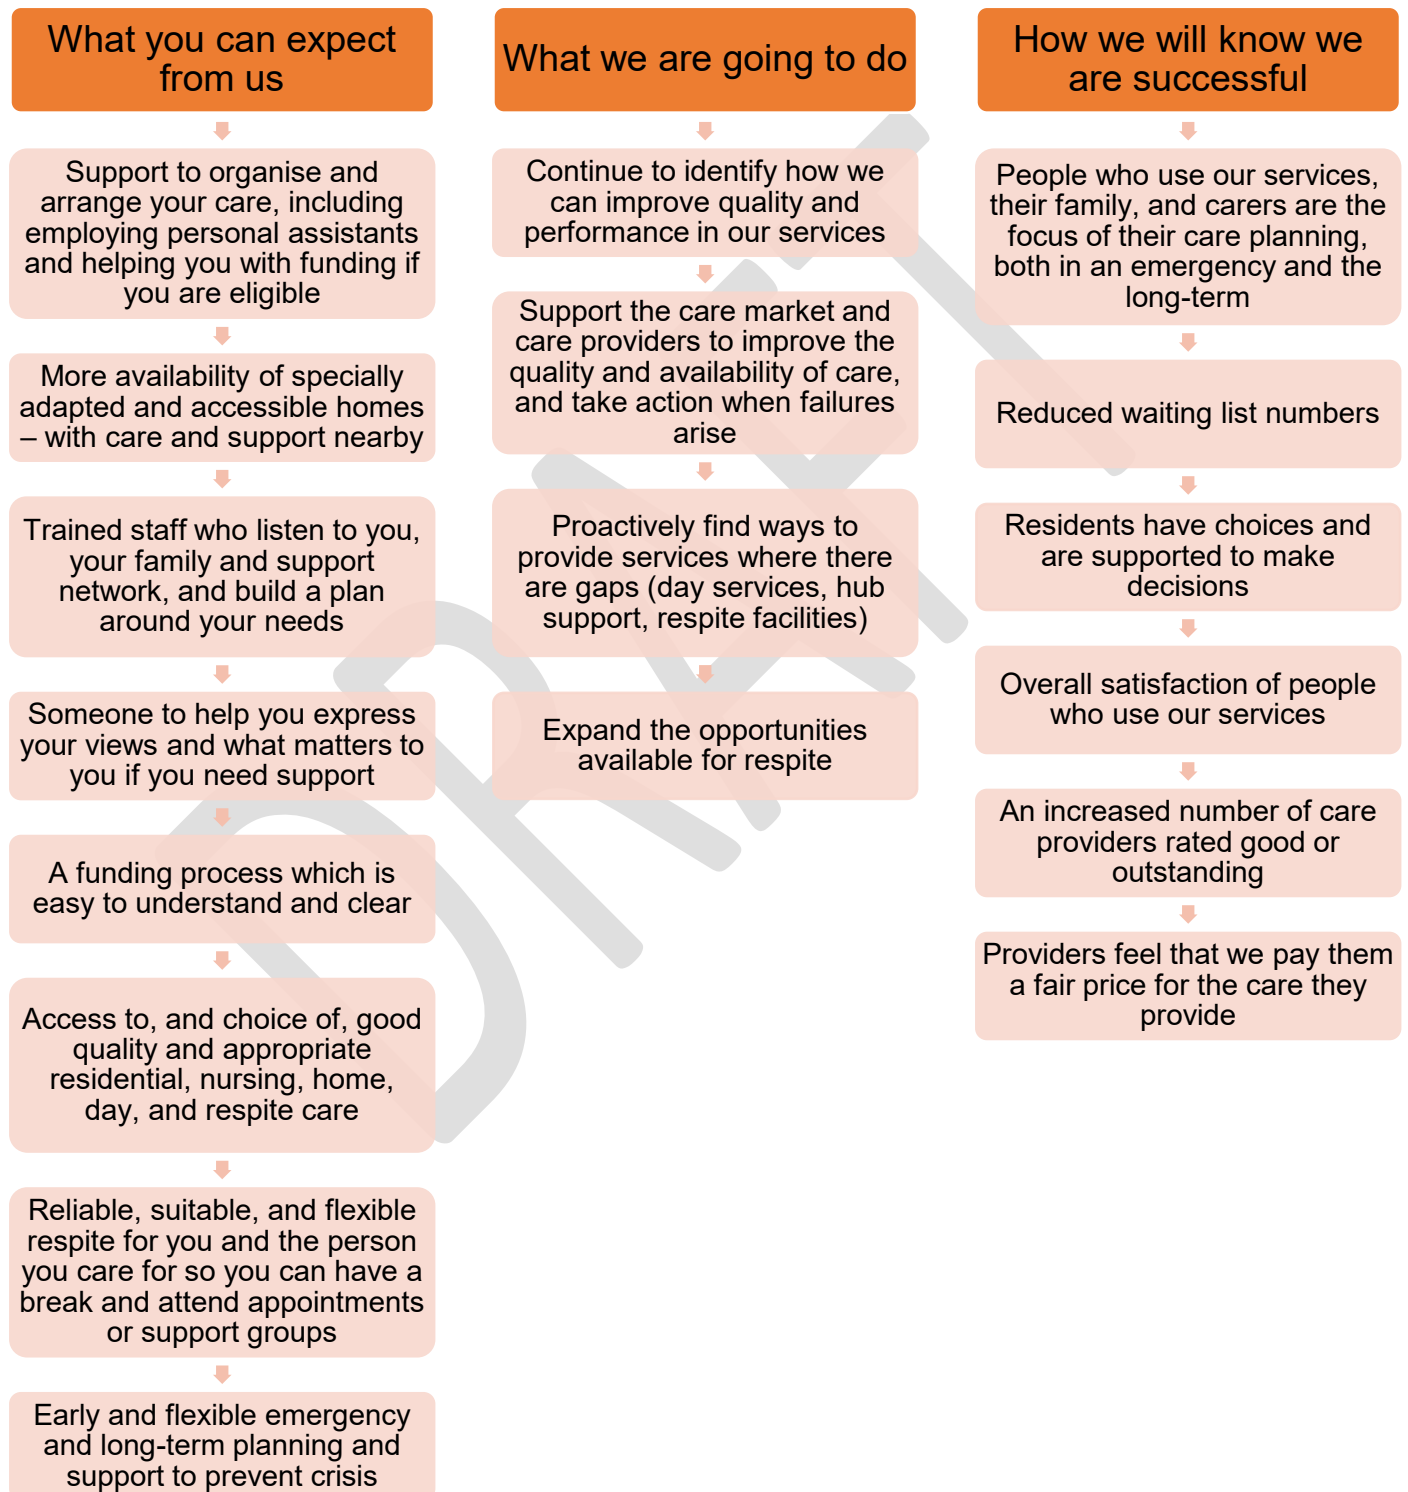 What you can expect
from us
Support to organise and
arrange your care, including
employing personal assistants
and helping you with funding if
you are eligible
More availability of specially
adapted and accessible homes
– with care and support nearby
Trained staff who listen to you,
your family and support
network, and build a plan
around your needs
Someone to help you express
your views and what matters to
you if you need support
A funding process which is
easy to understand and clear
Access to, and choice of, good
quality and appropriate
residential, nursing, home,
day, and respite care
Reliable, suitable, and flexible
respite for you and the person
you care for so you can have a
break and attend appointments
or support groups
Early and flexible emergency
and long-term planning and
support to prevent crisis
What we are going to do
Continue to identify how we
can improve quality and
performance in our services
Support the care market and
care providers to improve the
quality and availability of care,
and take action when failures
arise
Proactively find ways to
provide services where there
are gaps (day services, hub
support, respite facilities)
Expand the opportunities
available for respite
How we will know we
are successful
People who use our services,
their family, and carers are the
focus of their care planning,
both in an emergency and the
long-term
Reduced waiting list numbers
Residents have choices and
are supported to make
decisions
Overall satisfaction of people
who use our services
An increased number of care
providers rated good or
outstanding
Providers feel that we pay them
a fair price for the care they
provide
DRAFT